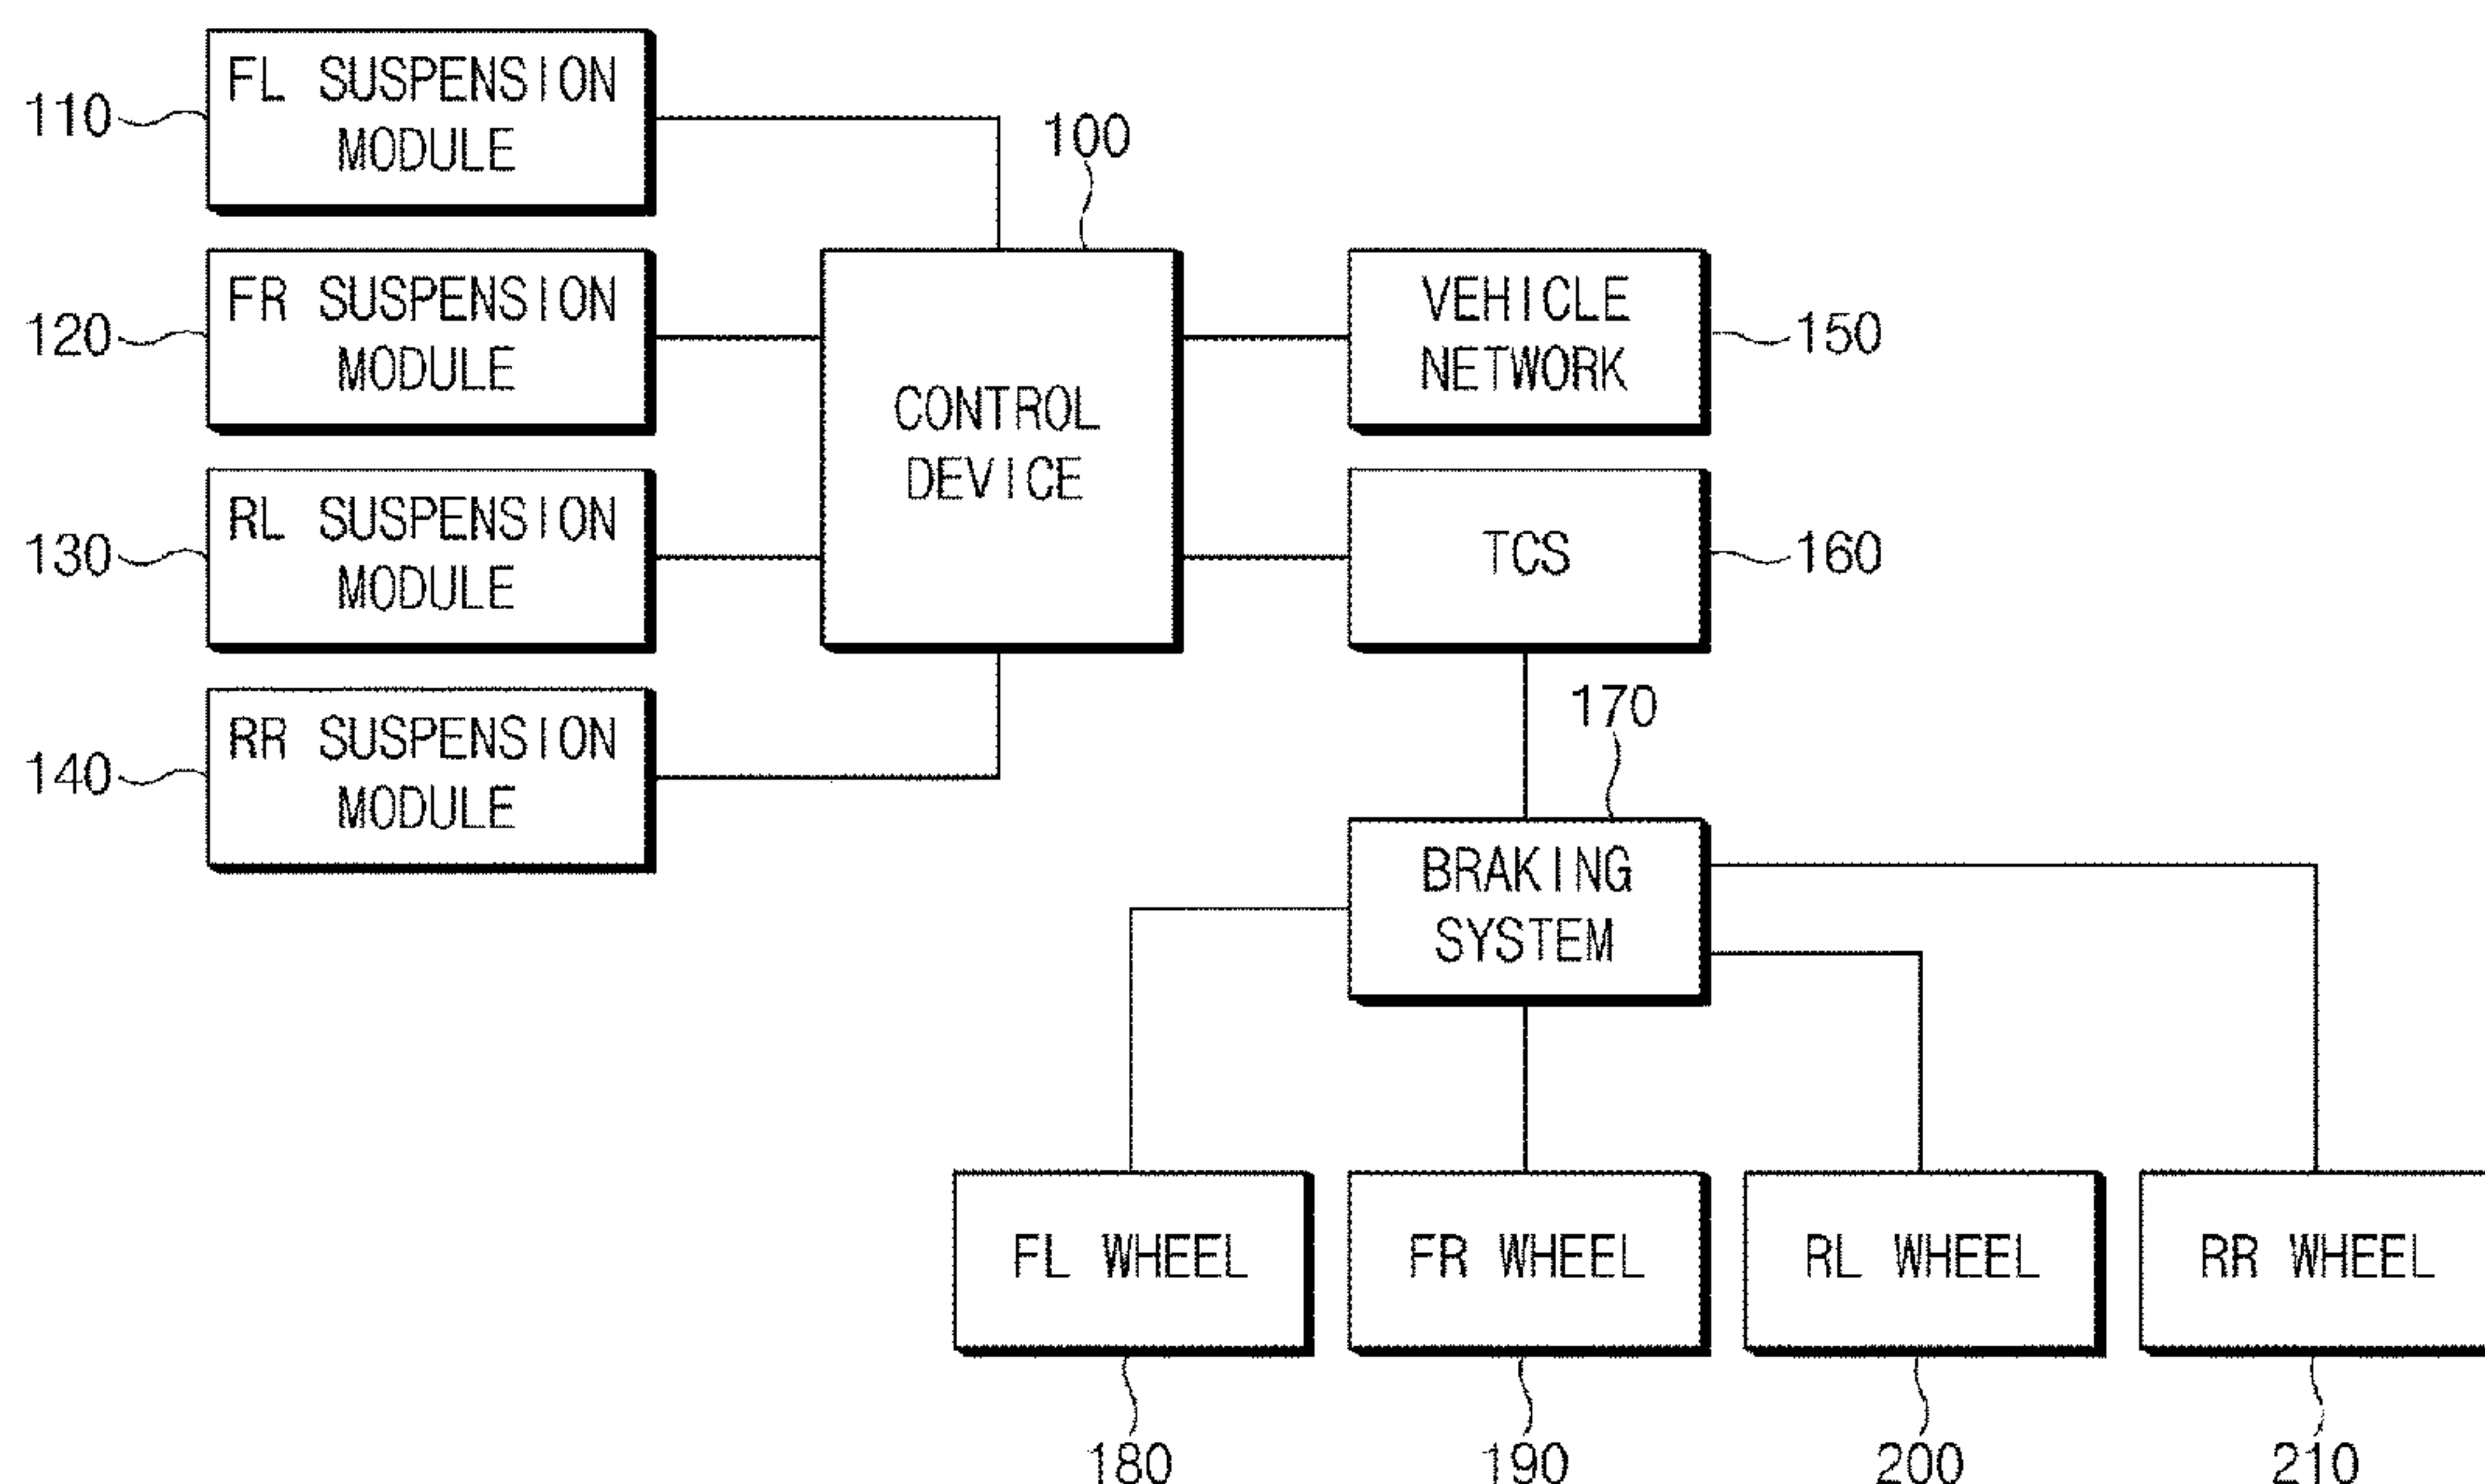 FL SUSPENSION
MODULE
110
100
FR SUSPENSION
MODULE
120
CONTROL
DEVICE
VEHICLE
NETWORK
150
RL SUSPENSION
MODULE
130
TCS
160
RR SUSPENSION
MODULE
140
170
BRAKING
SYSTEM
FL WHEEL
FR WHEEL
RL WHEEL
RR WHEEL
180
190
200
210